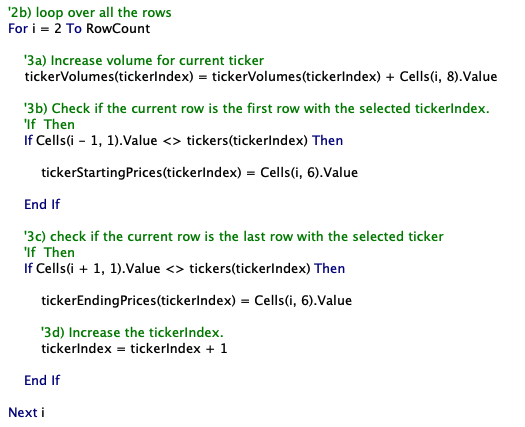 '2b) loop over all the rows
For i = 2 To RowCount
'3a) Increase volume for current ticker
tickerVolumes(tickerIndex) = tickerVolumes(tickerIndex) + Cells(i, 8).Value
'3b) Check if the current row is the first row with the selected tickerIndex.
'If  Then
If Cells(i - 1, 1).Value <> tickers(tickerIndex) Then
tickerStartingPrices(tickerIndex) = Cells(i, 6).Value
End If
'3c) check if the current row is the last row with the selected ticker
'If  Then
If Cells(i + 1, 1).Value <> tickers(tickerIndex) Then
tickerEndingPrices(tickerIndex) = Cells(i, 6).Value
'3d) Increase the tickerIndex.
tickerIndex = tickerIndex + 1
End If
Next i